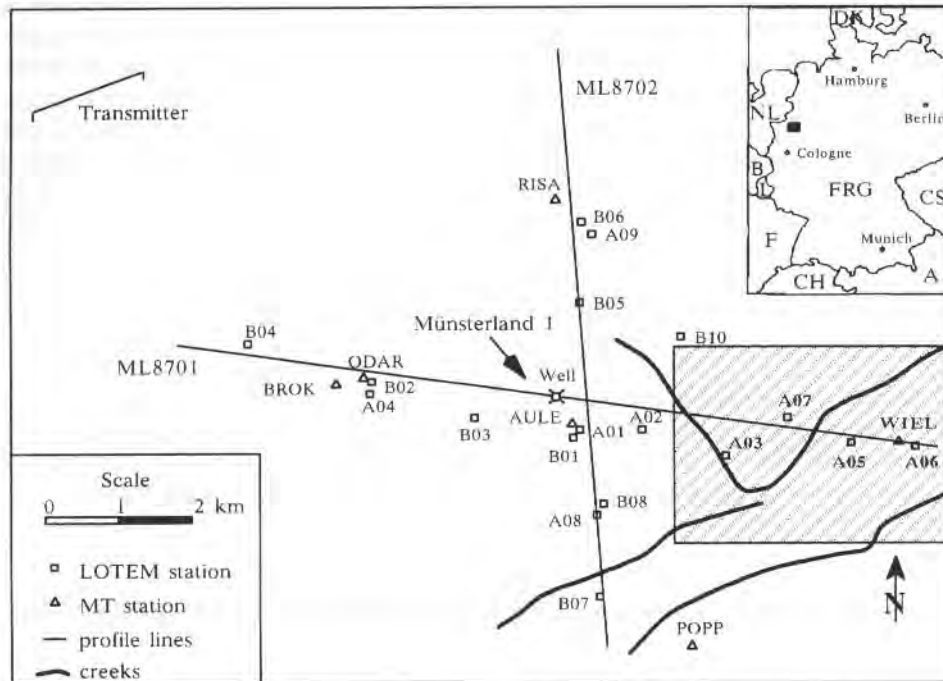 Transmitter
ML8702
RISA
B06
A09
B05
Münsterland 1
B04
ML8701
ODAR
BROK
B02
A04
Well
B10
B03
AULE
A01
B01
A02
A07
A03
WIEL
A05
A06
B08
A08
B07
POPP
N
DK
Hamburg
NL
Berlin
Cologne
B
L
FRG
CS
F
Munich
CH
A
Scale
0 1 2 km
LOTEM station
MT station
profile lines
creeks